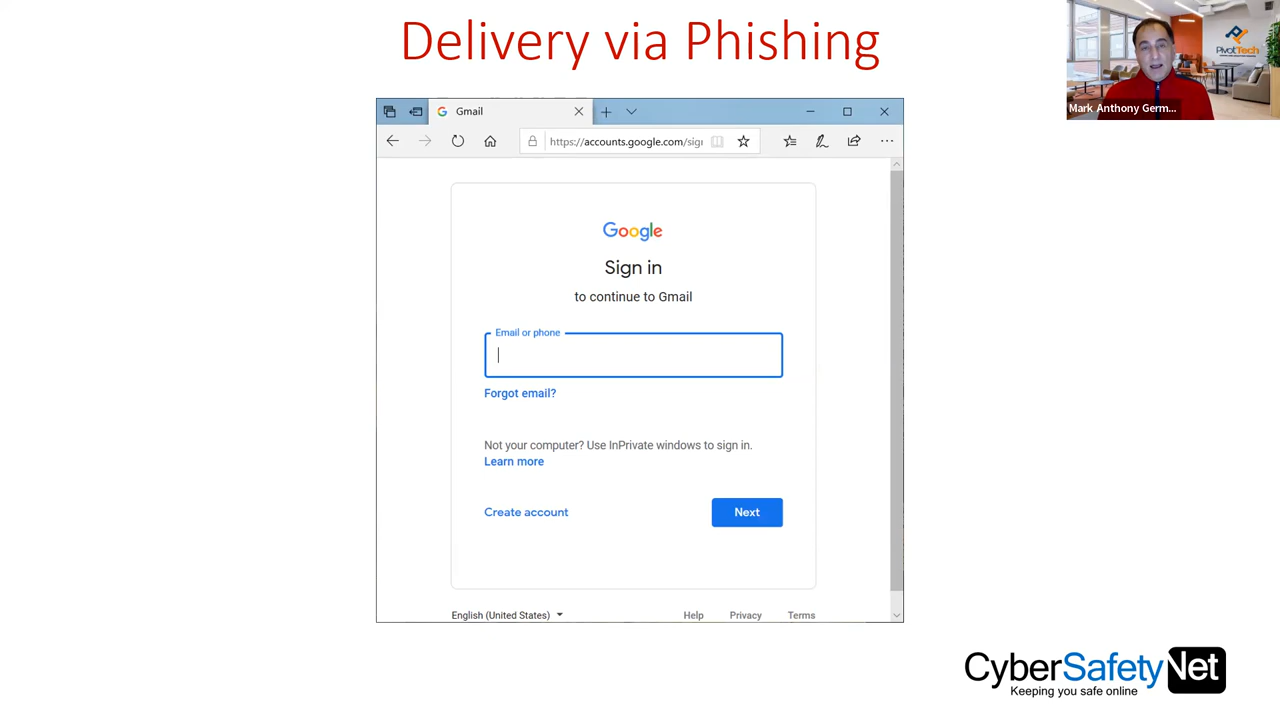 Delivery via Phishing
PivotTech
Mark Anthony Germ...
Gmail
https://accounts.google.com/sig
Google
Sign in
to continue to Gmail
Email or phone
Forgot email?
Not your computer? Use InPrivate windows to sign in.
Learn more
Create account
Next
English (United States)
Help
Privacy
Terms
CyberSafetyNet
Keeping you safe online